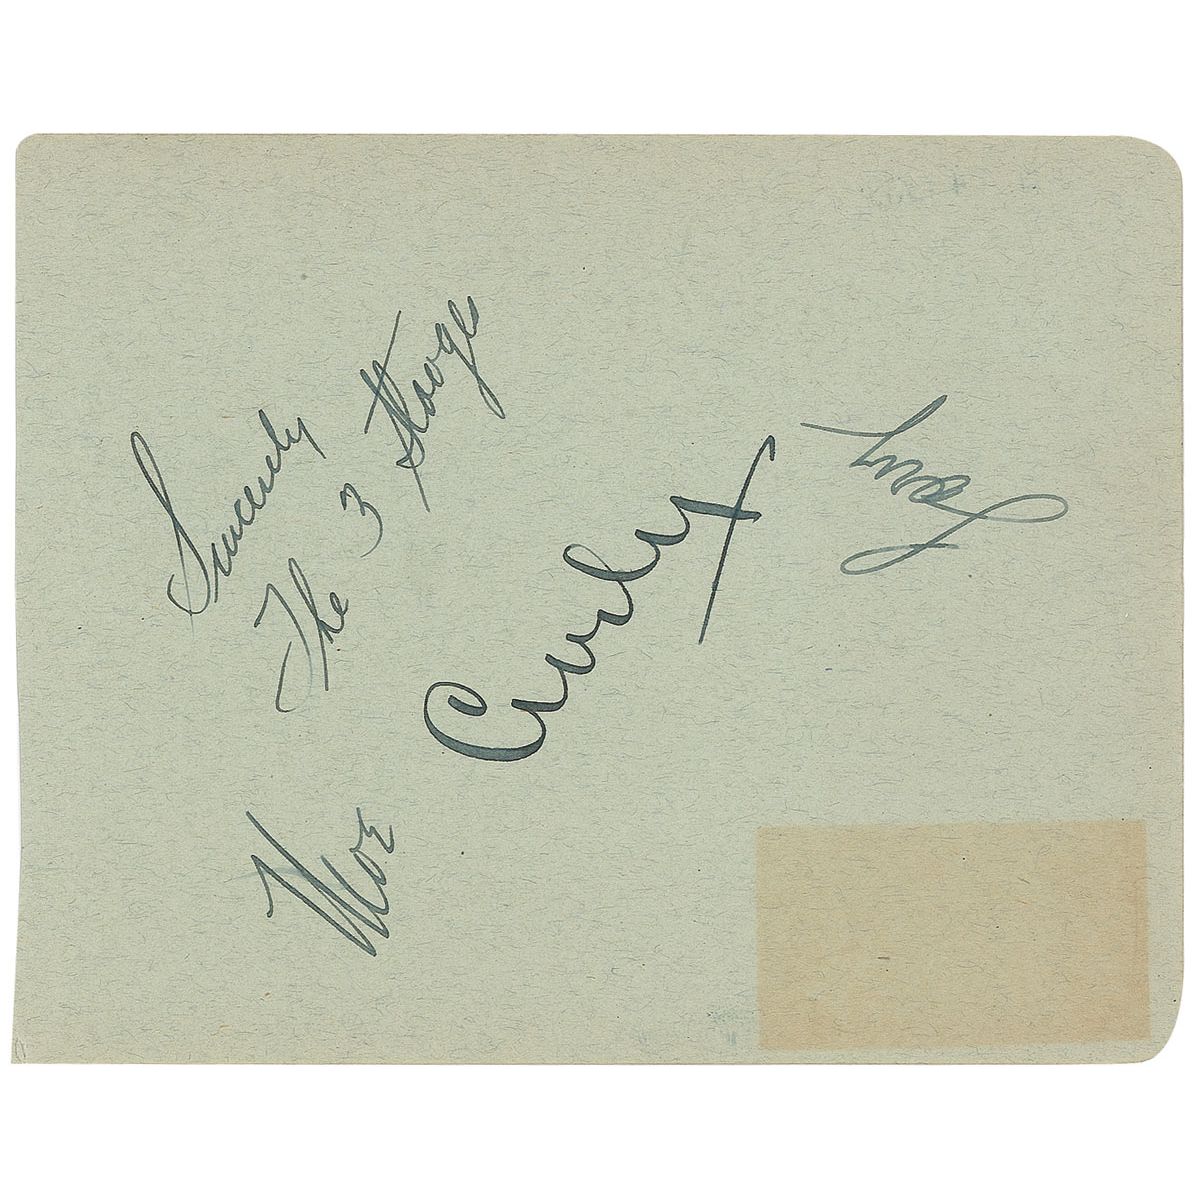 Sincerely
The 3 Stooges
Moe
Curly
Larry